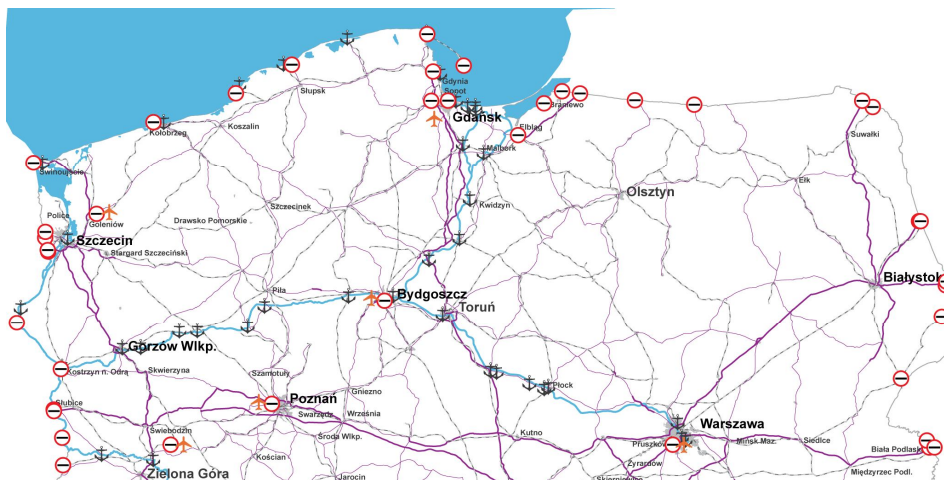 Gdynia
Sopot
Słupsk
Gdańsk
Braniewo
Elbląg
Kołobrzeg
Koszalin
Suwałki
Malbork
Świnoujście
Ełk
Olsztyn
Kwidzyn
Szczecinek
Police
Drawsko Pomorskie
Goleniów
Szczecin
Stargard Szczeciński
Białystok
Piła
Bydgoszcz
Toruń
Gorzów Wlkp.
Kostrzyn n. Odrą
Skwierzyna
Szamotuły
Płock
Gniezno
Poznań
Słubice
Swarzędz
Września
Warszawa
Świebodzin
Środa Wlkp.
Kutno
Pruszków
Mińsk Maz.
Siedlce
Biała Podlaska
Kościan
Żyrardów
Zielona Góra
Międzyrzec Podl.
Jarocin
Skierniewice